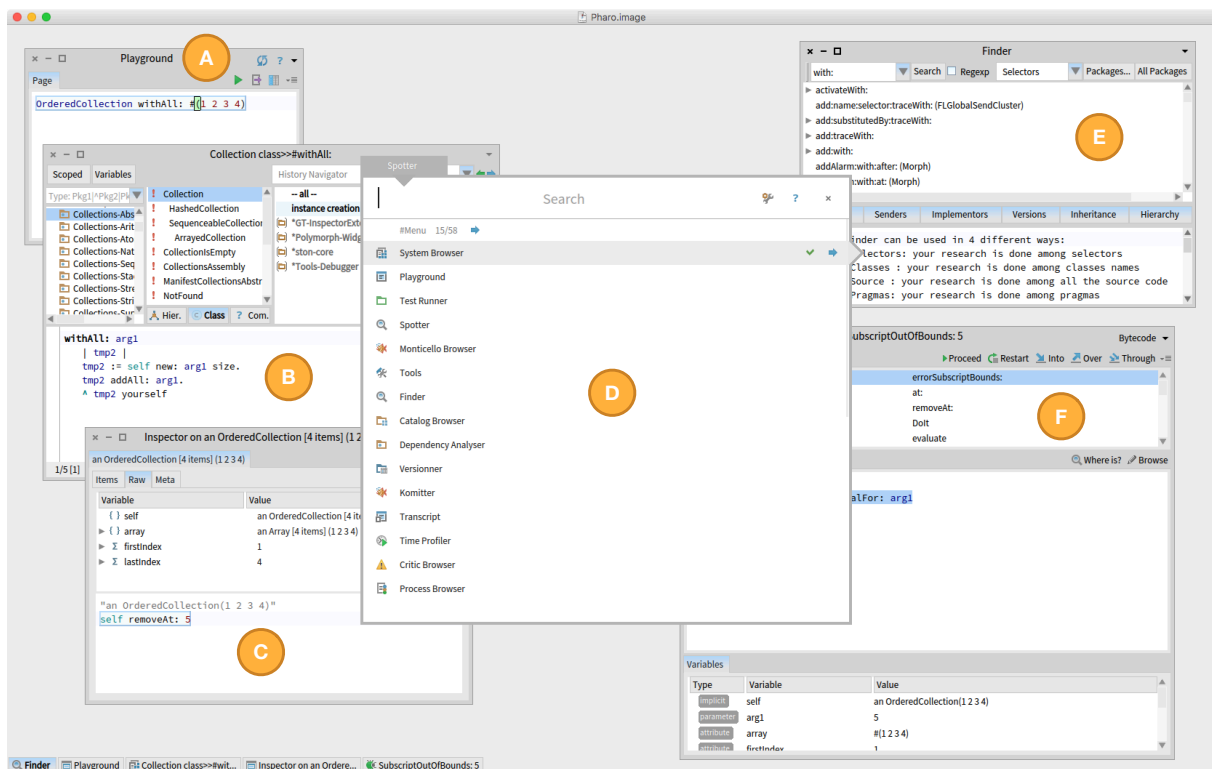 Pharo.image
Playground
A
?
Page
OrderedCollection withAll: #(1 2 3 4)
Collection class>>#withAll:
Scoped Variables
History Navigator
Type: Pkg1|^Pkg2|Pk
Collections-Abs
Collections-Arit
Collections-Ato
Collections-Nat
Collections-Seq
Collections-Sta
Collections-Stre
Collections-Stri
Collections-Sup
! Collection
! HashedCollection
! SequenceableCollection
! ArrayedCollection
! CollectionIsEmpty
! CollectionsAssembly
! ManifestCollectionsAbstr
! NotFound
-- all --
instance creation
*GT-InspectorExte
*Polymorph-Widg
*ston-core
*Tools-Debugger
Hier. Class ? Com.
withAll: arg1
| tmp2 |
tmp2 := self new: arg1 size.
tmp2 addAll: arg1.
^ tmp2 yourself
B
1/5 [1]
Inspector on an OrderedCollection [4 items] (1 2
an OrderedCollection [4 items] (1 2 3 4)
Items Raw Meta
Variable Value
( ) self an OrderedCollection [4 ite
( ) array an Array [4 items] (1 2 3 4)
Σ firstIndex 1
Σ lastIndex 4
"an OrderedCollection(1 2 3 4)"
self removeAt: 5
C
Spotter
Search
?
×
#Menu 15/58
System Browser
Playground
Test Runner
Spotter
Monticello Browser
Tools
Finder
Catalog Browser
Dependency Analyser
Versionner
Komitter
Transcript
Time Profiler
Critic Browser
Process Browser
D
Finder
with: Search Regexp Selectors Packages... All Packages
activateWith:
add:name:selector:traceWith: (FLGlobalSendCluster)
add:substitutedBy:traceWith:
add:traceWith:
add:with:
addAlarm:with:after: (Morph)
:with:at: (Morph)
E
Senders Implementors Versions Inheritance Hierarchy
inder can be used in 4 different ways:
electors: your research is done among selectors
Classes : your research is done among classes names
Source : your research is done among all the source code
Pragmas: your research is done among pragmas
SubscriptOutOfBounds: 5 Bytecode
Proceed Restart Into Over Through
errorSubscriptBounds:
at:
removeAt:
DoIt
evaluate
F
Where is? Browse
alFor: arg1
Variables
Type Variable Value
implicit self an OrderedCollection(1 2 3 4)
parameter arg1 5
attribute array #(1 2 3 4)
attribute firstIndex 1
Finder Playground Collection class>>#wit... Inspector on an Ordere... SubscriptOutOfBounds: 5